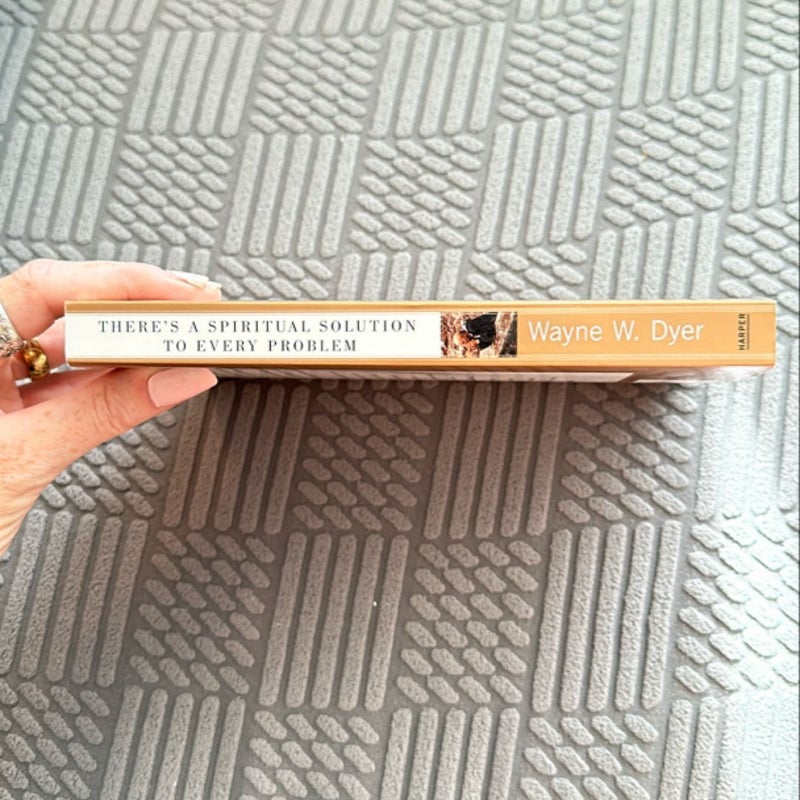 THERE'S A SPIRITUAL SOLUTION
TO EVERY PROBLEM
Wayne W. Dyer
HARPER